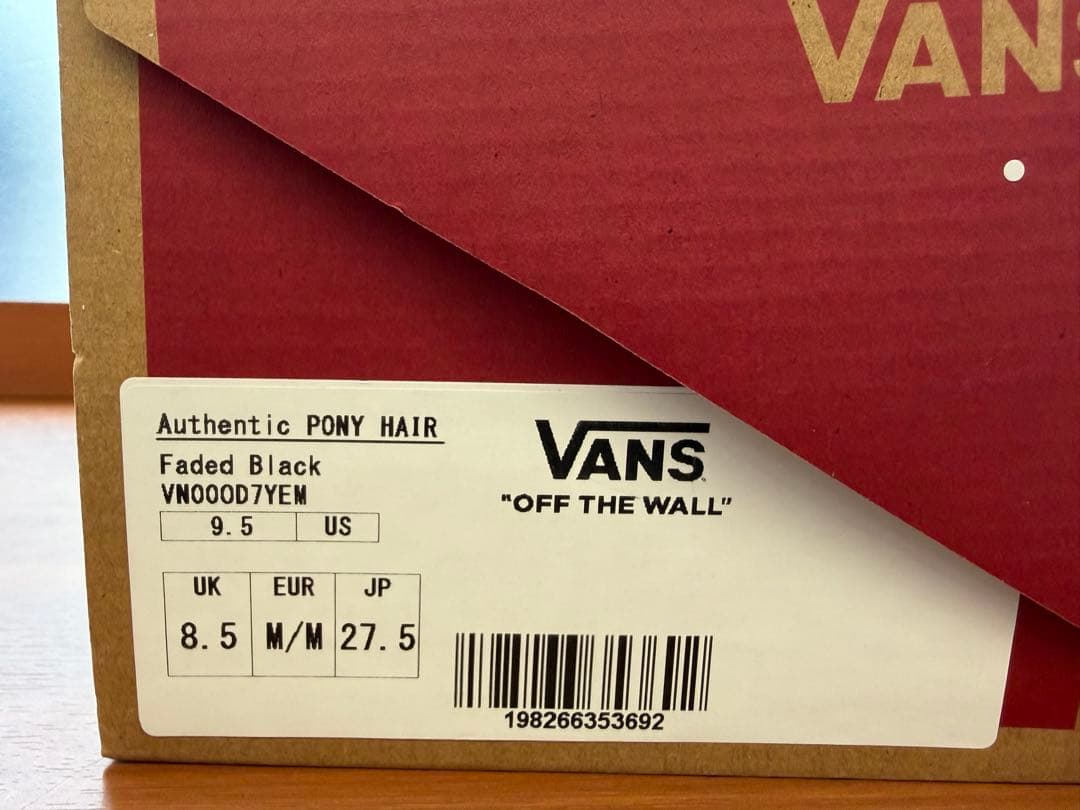 VANS
Authentic PONY HAIR
Faded Black
VN000D7YEM
9.5 US
VANS
"OFF THE WALL"
UK EUR JP
8.5 M/M 27.5
198266353692